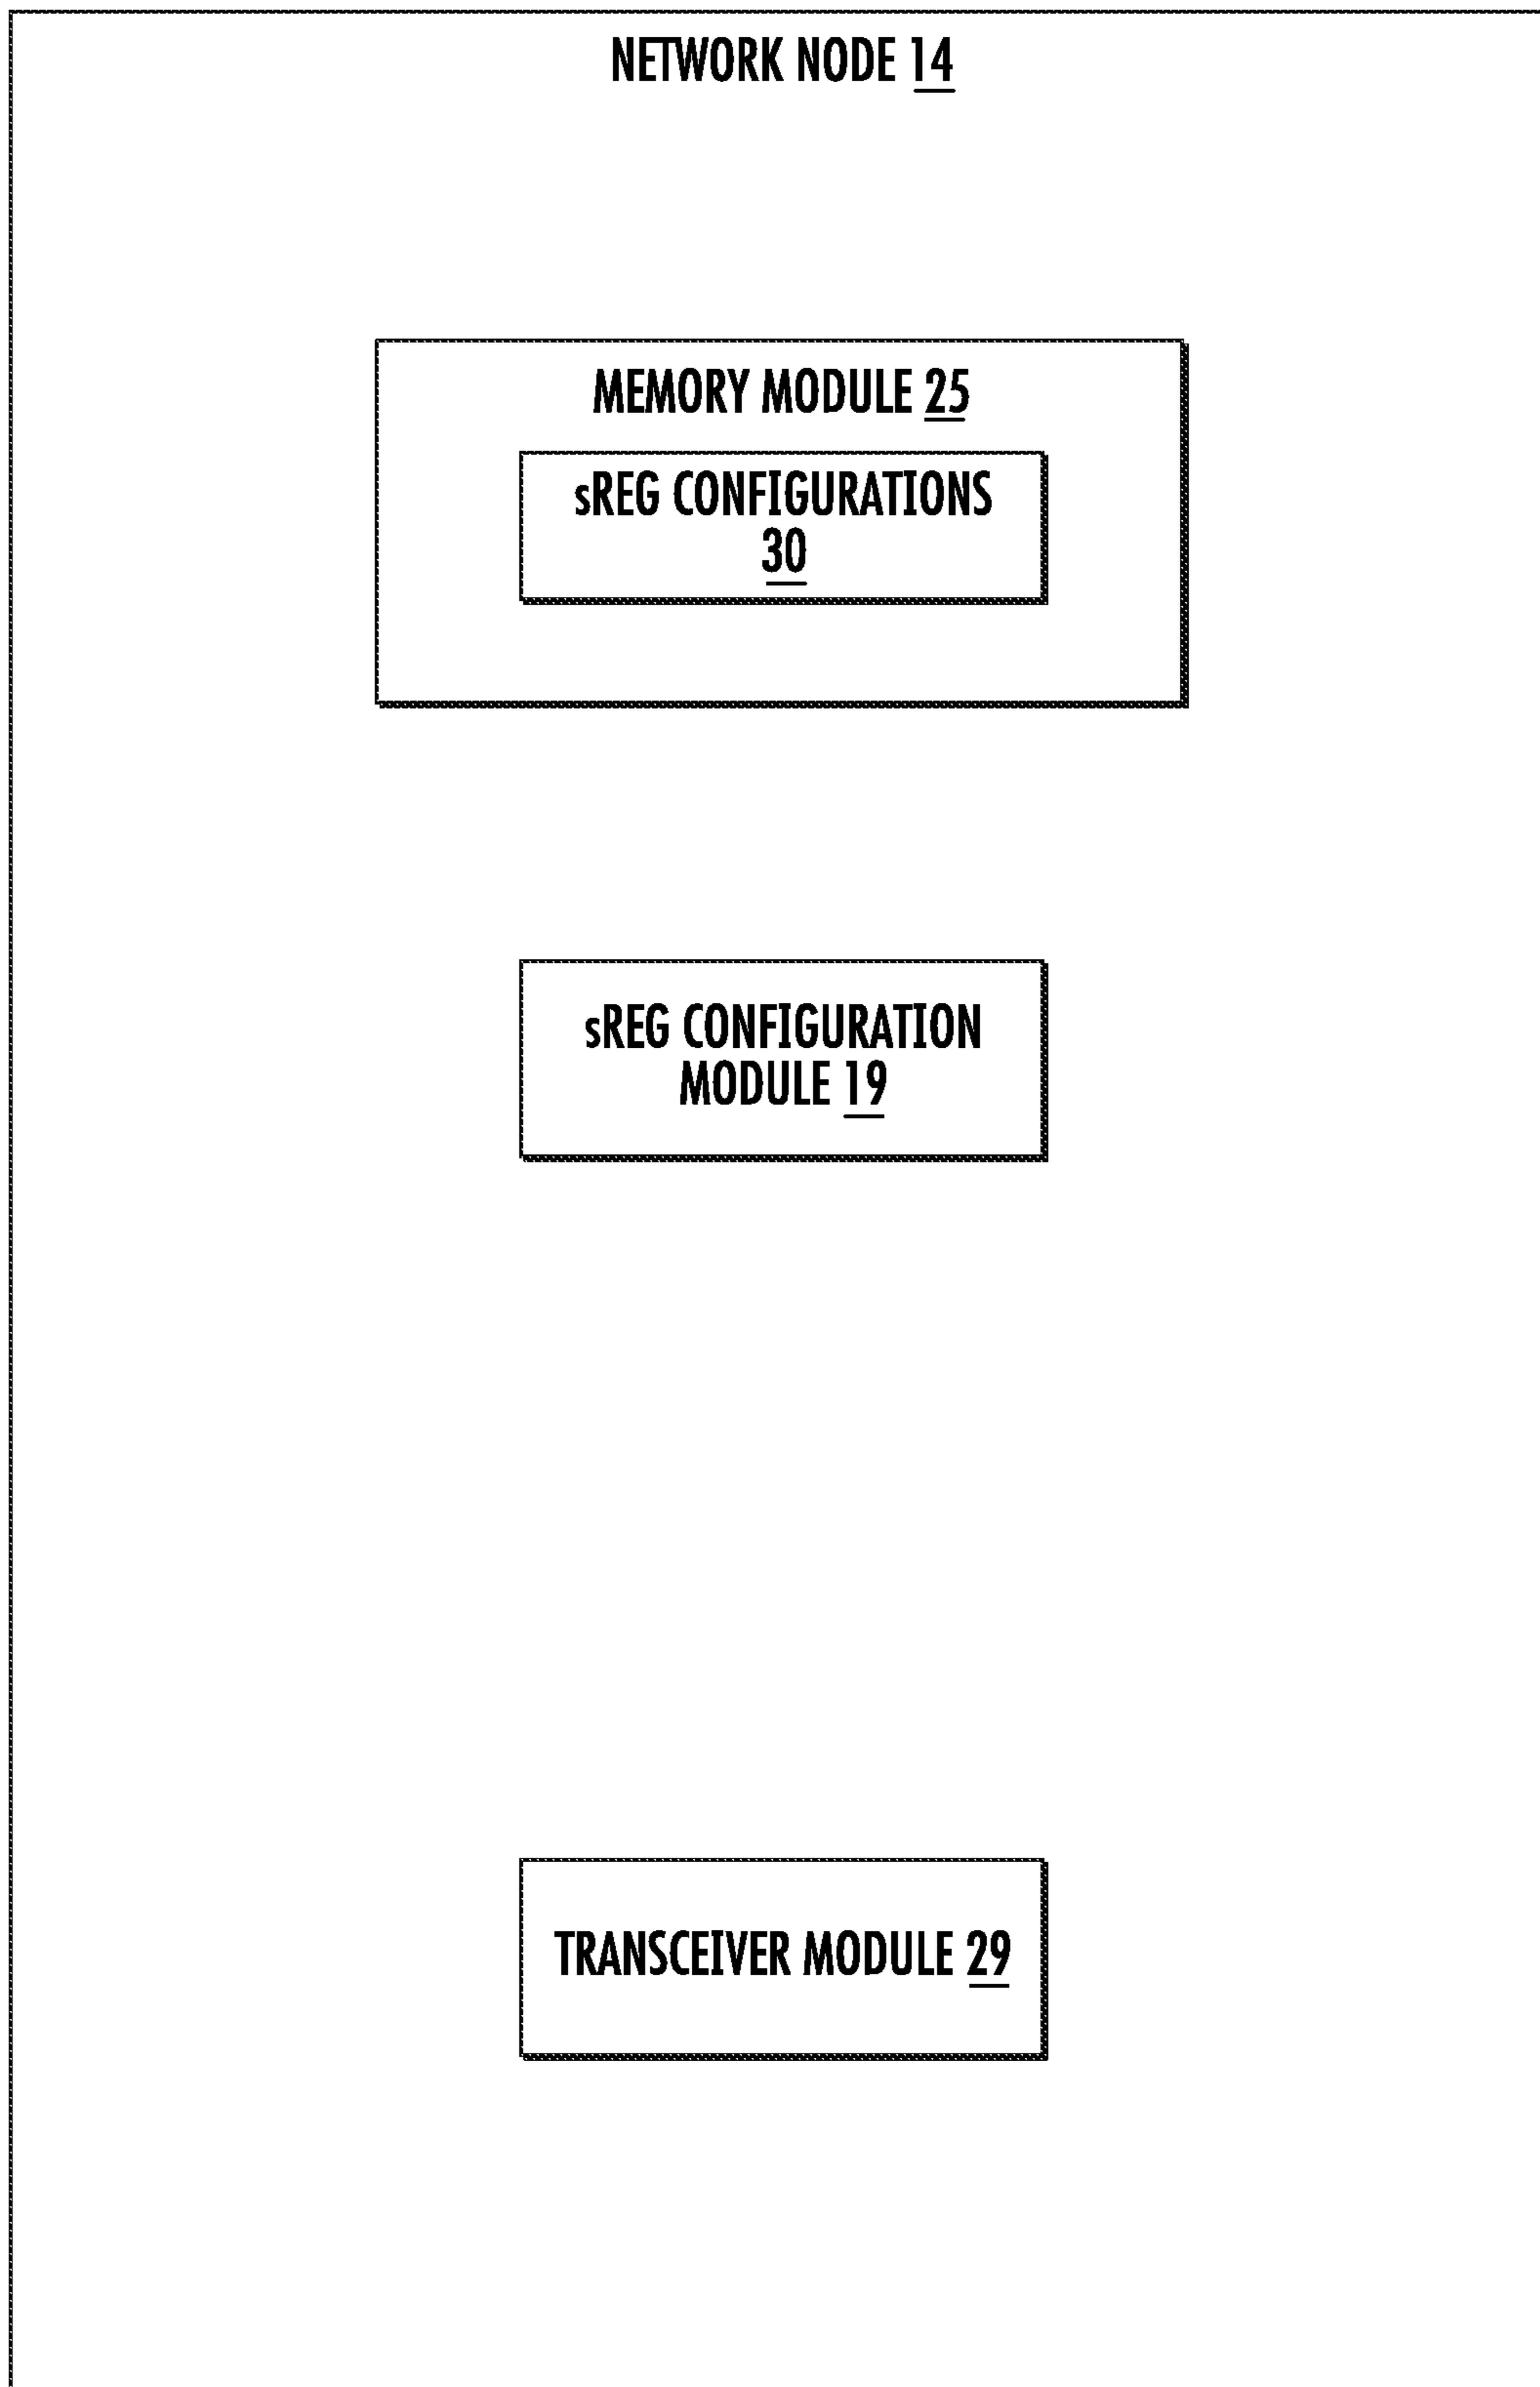 NETWORK NODE 14
MEMORY MODULE 25
sREG CONFIGURATIONS
30
sREG CONFIGURATION
MODULE 19
TRANSCEIVER MODULE 29